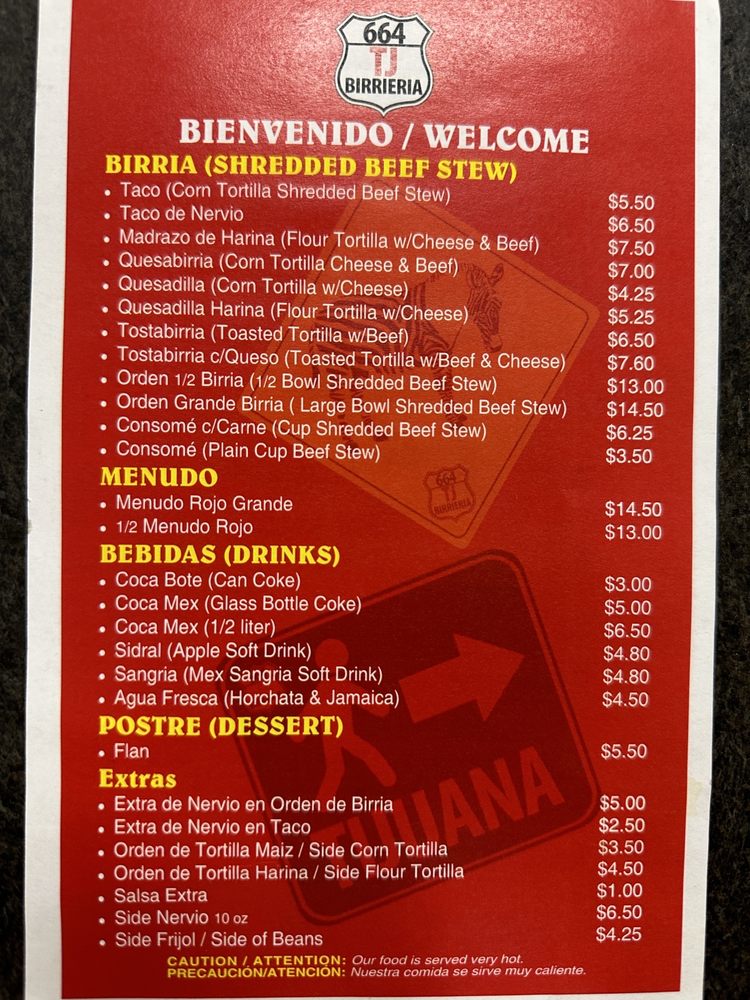 664
TJ
BIRRIERIA
BIENVENIDO / WELCOME
BIRRIA (SHREDDED BEEF STEW)
• Taco (Corn Tortilla Shredded Beef Stew) $5.50
• Taco de Nervio $6.50
• Madrazo de Harina (Flour Tortilla w/Cheese & Beef) $7.50
• Quesabirria (Corn Tortilla Cheese & Beef) $7.00
• Quesadilla (Corn Tortilla w/Cheese) $4.25
• Quesadilla Harina (Flour Tortilla w/Cheese) $5.25
• Tostabirria (Toasted Tortilla w/Beef) $6.50
• Tostabirria c/Queso (Toasted Tortilla w/Beef & Cheese) $7.60
• Orden 1/2 Birria (1/2 Bowl Shredded Beef Stew) $13.00
• Orden Grande Birria ( Large Bowl Shredded Beef Stew) $14.50
• Consomé c/Carne (Cup Shredded Beef Stew) $6.25
• Consomé (Plain Cup Beef Stew) $3.50
664
TJ
BIRRIERIA
MENUDO
• Menudo Rojo Grande $14.50
• 1/2 Menudo Rojo $13.00
BEBIDAS (DRINKS)
• Coca Bote (Can Coke) $3.00
• Coca Mex (Glass Bottle Coke) $5.00
• Coca Mex (1/2 liter) $6.50
• Sidral (Apple Soft Drink) $4.80
• Sangria (Mex Sangria Soft Drink) $4.80
• Agua Fresca (Horchata & Jamaica) $4.50
POSTRE (DESSERT)
• Flan $5.50
Extras
• Extra de Nervio en Orden de Birria $5.00
• Extra de Nervio en Taco $2.50
• Orden de Tortilla Maiz / Side Corn Tortilla $3.50
• Orden de Tortilla Harina / Side Flour Tortilla $4.50
• Salsa Extra $1.00
• Side Nervio 10 oz $6.50
• Side Frijol / Side of Beans $4.25
TIJUANA
CAUTION / ATTENTION: Our food is served very hot.
PRECAUCIÓN/ATENCIÓN: Nuestra comida se sirve muy caliente.